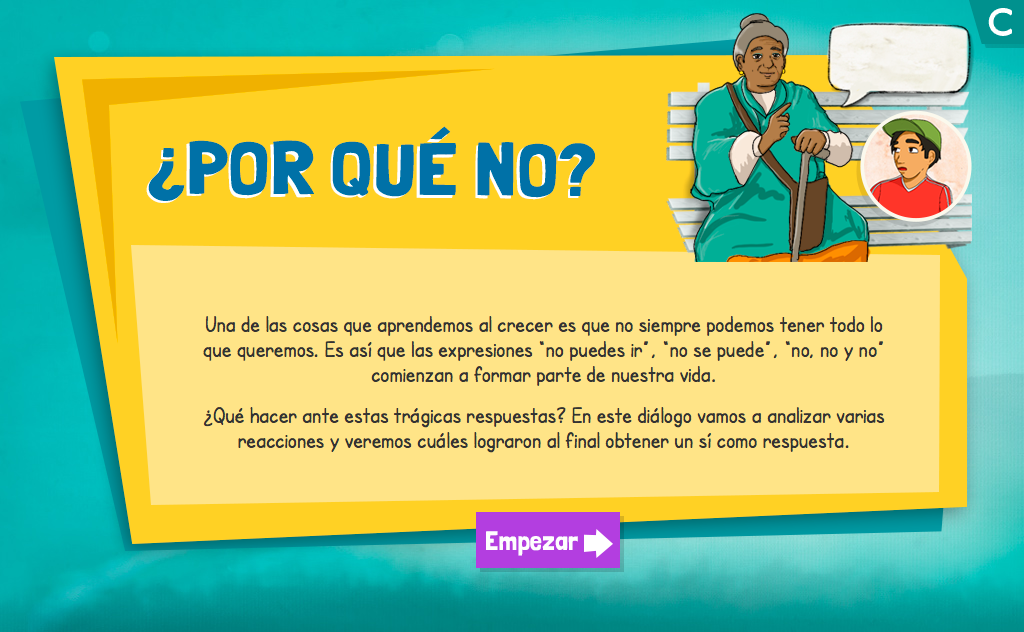 C
¿POR QUÉ NO?
Una de las cosas que aprendemos al crecer es que no siempre podemos tener todo lo
que queremos. Es así que las expresiones "no puedes ir", "no se puede", "no, no y no"
comienzan a formar parte de nuestra vida.
¿Qué hacer ante estas trágicas respuestas? En este diálogo vamos a analizar varias
reacciones y veremos cuáles lograron al final obtener un sí como respuesta.
Empezar